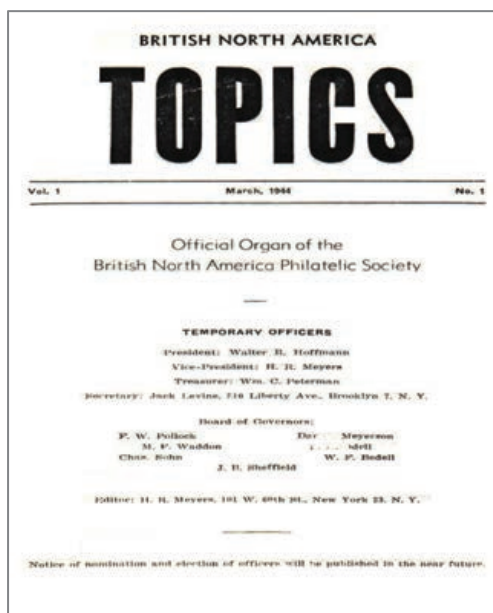 BRITISH NORTH AMERICA
TOPICS
Vol. 1 March, 1944 No. 1
Official Organ of the
British North America Philatelic Society
TEMPORARY OFFICERS
President: Walter B. Hoffmann
Vice-President: H. R. Meyers
Treasurer: Wm. C. Peterman
Secretary: Jack Levine, Liberty Ave., Brooklyn 7, N. Y.
Board of Governors:
F. W. Pollock Meyerson
M. F. Waddon
Chas. Sohn W. P. Bedell
J. B. Sheffield
Editor: H. R. Meyers, 101 W. St., New York 23, N. Y.
Notice of nomination and election of officers will be published in the near future.